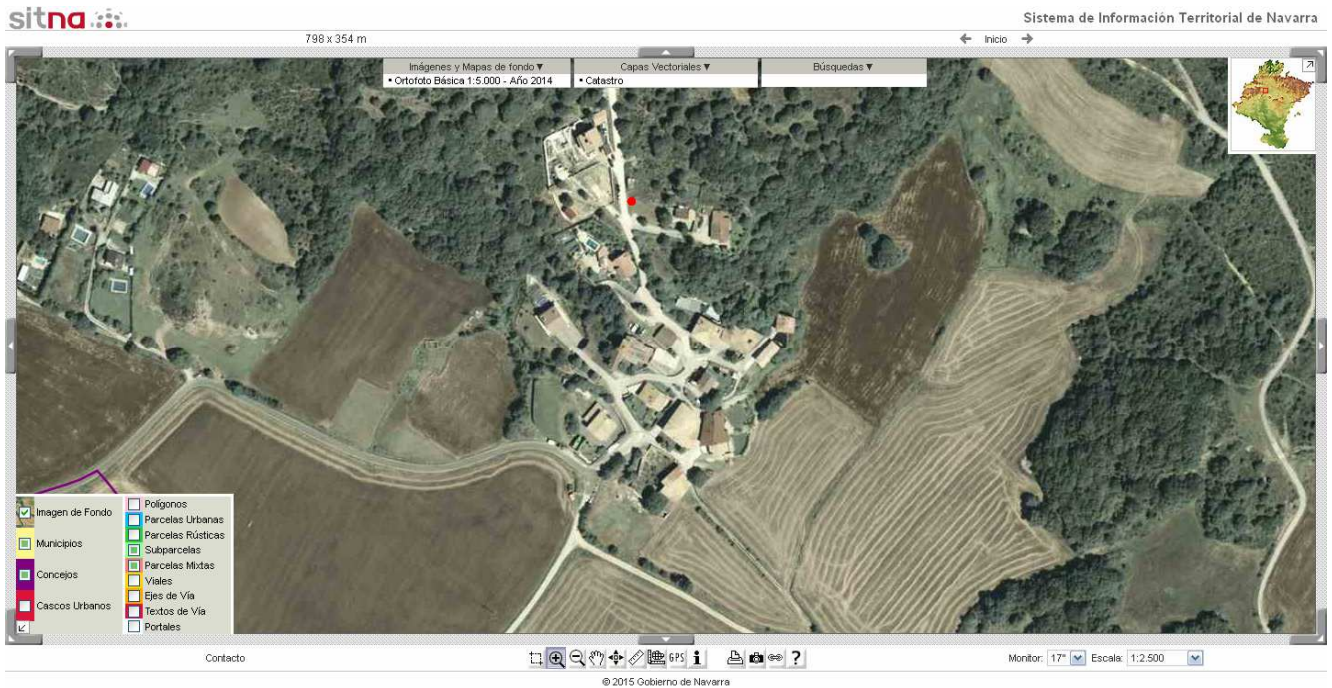 sitna
Sistema de Información Territorial de Navarra
798 x 354 m
Inicio
Imágenes y Mapas de fondo ▼
• Ortofoto Básica 1:5.000 - Año 2014
Capas Vectoriales ▼
• Catastro
Búsquedas ▼
Imagen de Fondo
Municipios
Concejos
Cascos Urbanos
Polígonos
Parcelas Urbanas
Parcelas Rústicas
Subparcelas
Parcelas Mixtas
Viales
Ejes de Vía
Textos de Vía
Portales
Contacto
GPS
Monitor: 17"
Escala: 1:2.500
© 2015 Gobierno de Navarra